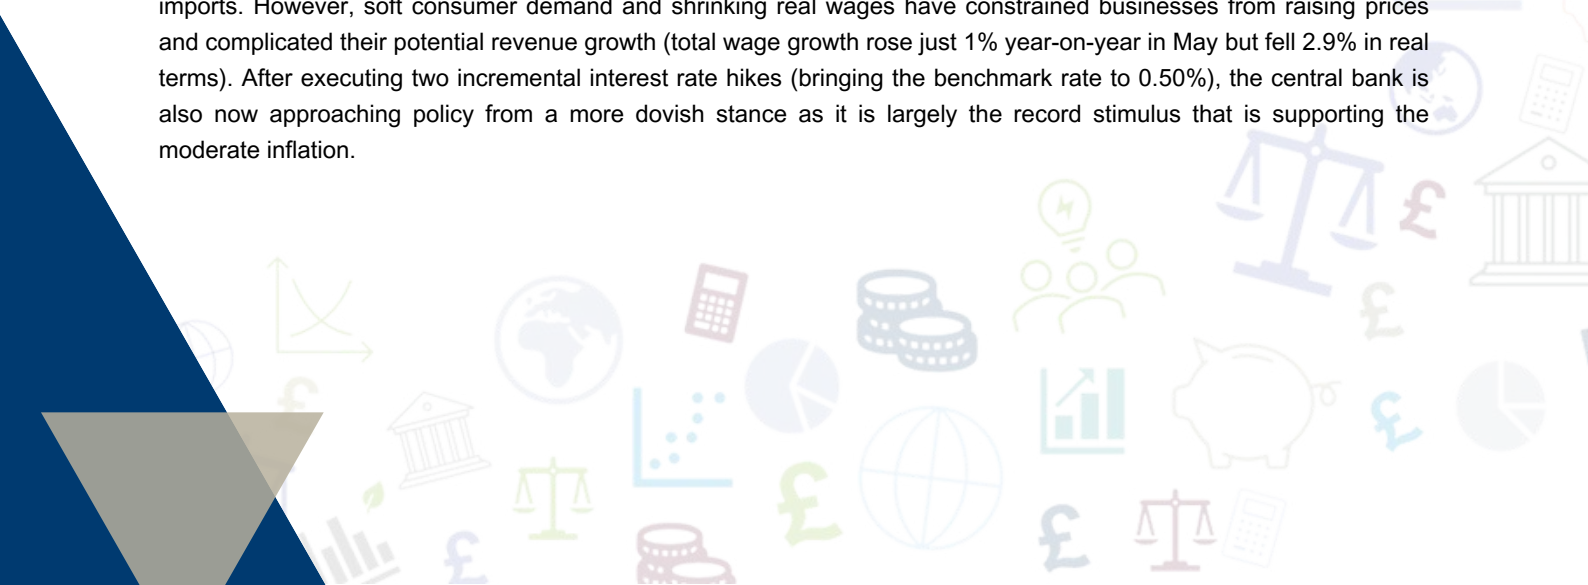 imports. However, soft consumer demand and shrinking real wages have constrained businesses from raising prices
and complicated their potential revenue growth (total wage growth rose just 1% year-on-year in May but fell 2.9% in real
terms). After executing two incremental interest rate hikes (bringing the benchmark rate to 0.50%), the central bank is
also now approaching policy from a more dovish stance as it is largely the record stimulus that is supporting the
moderate inflation.